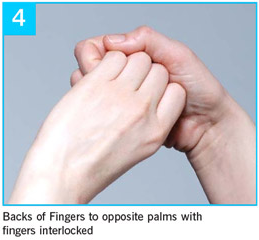 4
Backs of Fingers to opposite palms with
fingers interlocked